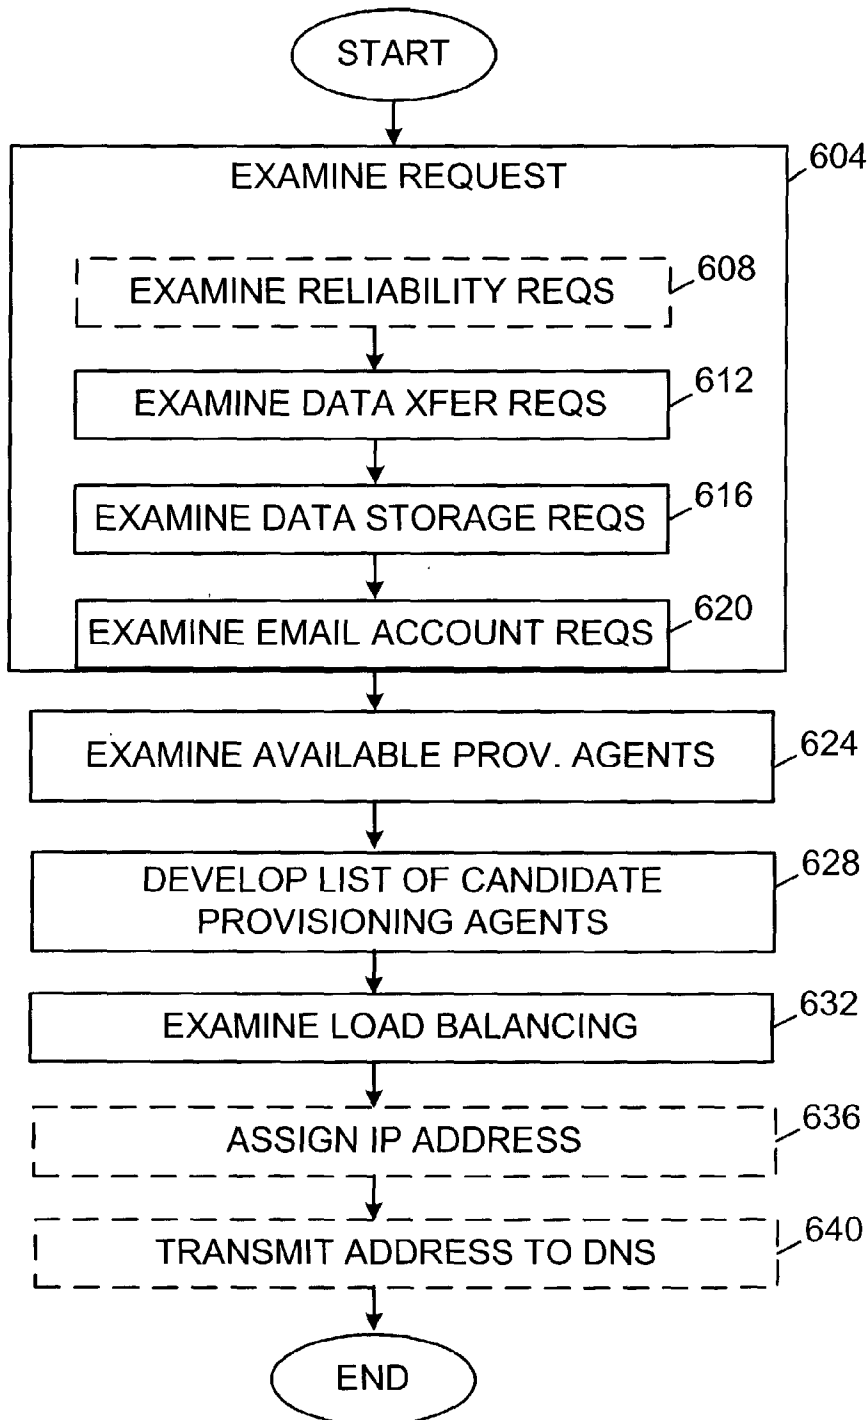 START
EXAMINE REQUEST
604
EXAMINE RELIABILITY REQS
608
EXAMINE DATA XFER REQS
612
EXAMINE DATA STORAGE REQS
616
EXAMINE EMAIL ACCOUNT REQS
620
EXAMINE AVAILABLE PROV. AGENTS
624
DEVELOP LIST OF CANDIDATE
PROVISIONING AGENTS
628
EXAMINE LOAD BALANCING
632
ASSIGN IP ADDRESS
636
TRANSMIT ADDRESS TO DNS
640
END